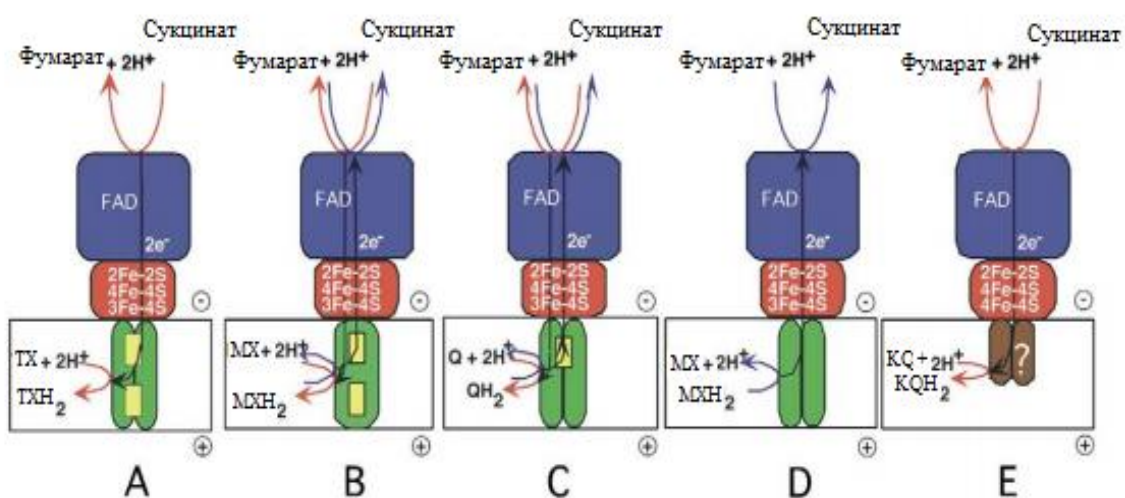 Сукцинат
Фумарат + 2H⁺
FAD
2e⁻
2Fe-2S
4Fe-4S
3Fe-4S
⊖
TX + 2H⁺
TXH₂
⊕
A
Сукцинат
Фумарат + 2H⁺
FAD
2e⁻
2Fe-2S
4Fe-4S
3Fe-4S
⊖
MX + 2H⁺
MXH₂
⊕
B
Сукцинат
Фумарат + 2H⁺
FAD
2e⁻
2Fe-2S
4Fe-4S
3Fe-4S
⊖
Q + 2H⁺
QH₂
⊕
C
Сукцинат
Фумарат + 2H⁺
FAD
2e⁻
2Fe-2S
4Fe-4S
3Fe-4S
⊖
MX + 2H⁺
MXH₂
⊕
D
Сукцинат
Фумарат + 2H⁺
FAD
2e⁻
2Fe-2S
4Fe-4S
4Fe-4S
⊖
KQ + 2H⁺
KQH₂
?
⊕
E